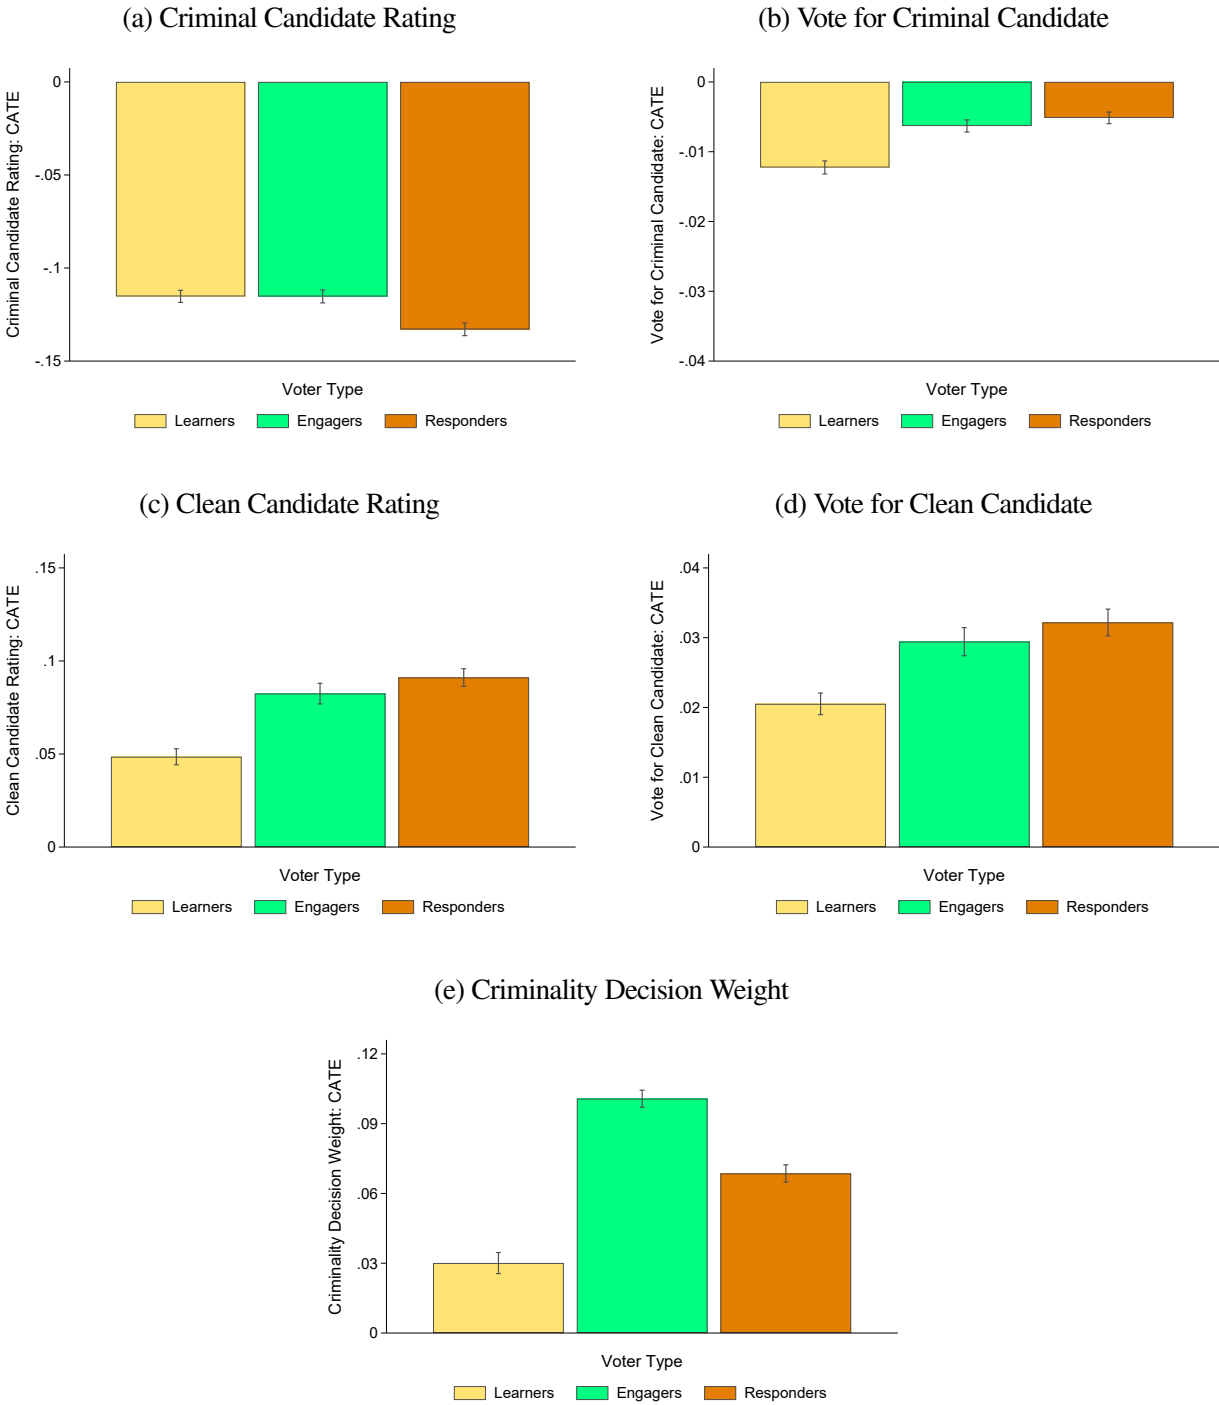 (a) Criminal Candidate Rating
Criminal Candidate Rating: CATE
0
-.05
-.1
-.15
Voter Type
Learners Engagers Responders
(b) Vote for Criminal Candidate
Vote for Criminal Candidate: CATE
0
-.01
-.02
-.03
-.04
Voter Type
Learners Engagers Responders
(c) Clean Candidate Rating
Clean Candidate Rating: CATE
.15
.1
.05
0
Voter Type
Learners Engagers Responders
(d) Vote for Clean Candidate
Vote for Clean Candidate: CATE
.04
.03
.02
.01
0
Voter Type
Learners Engagers Responders
(e) Criminality Decision Weight
Criminality Decision Weight: CATE
.12
.09
.06
.03
0
Voter Type
Learners Engagers Responders